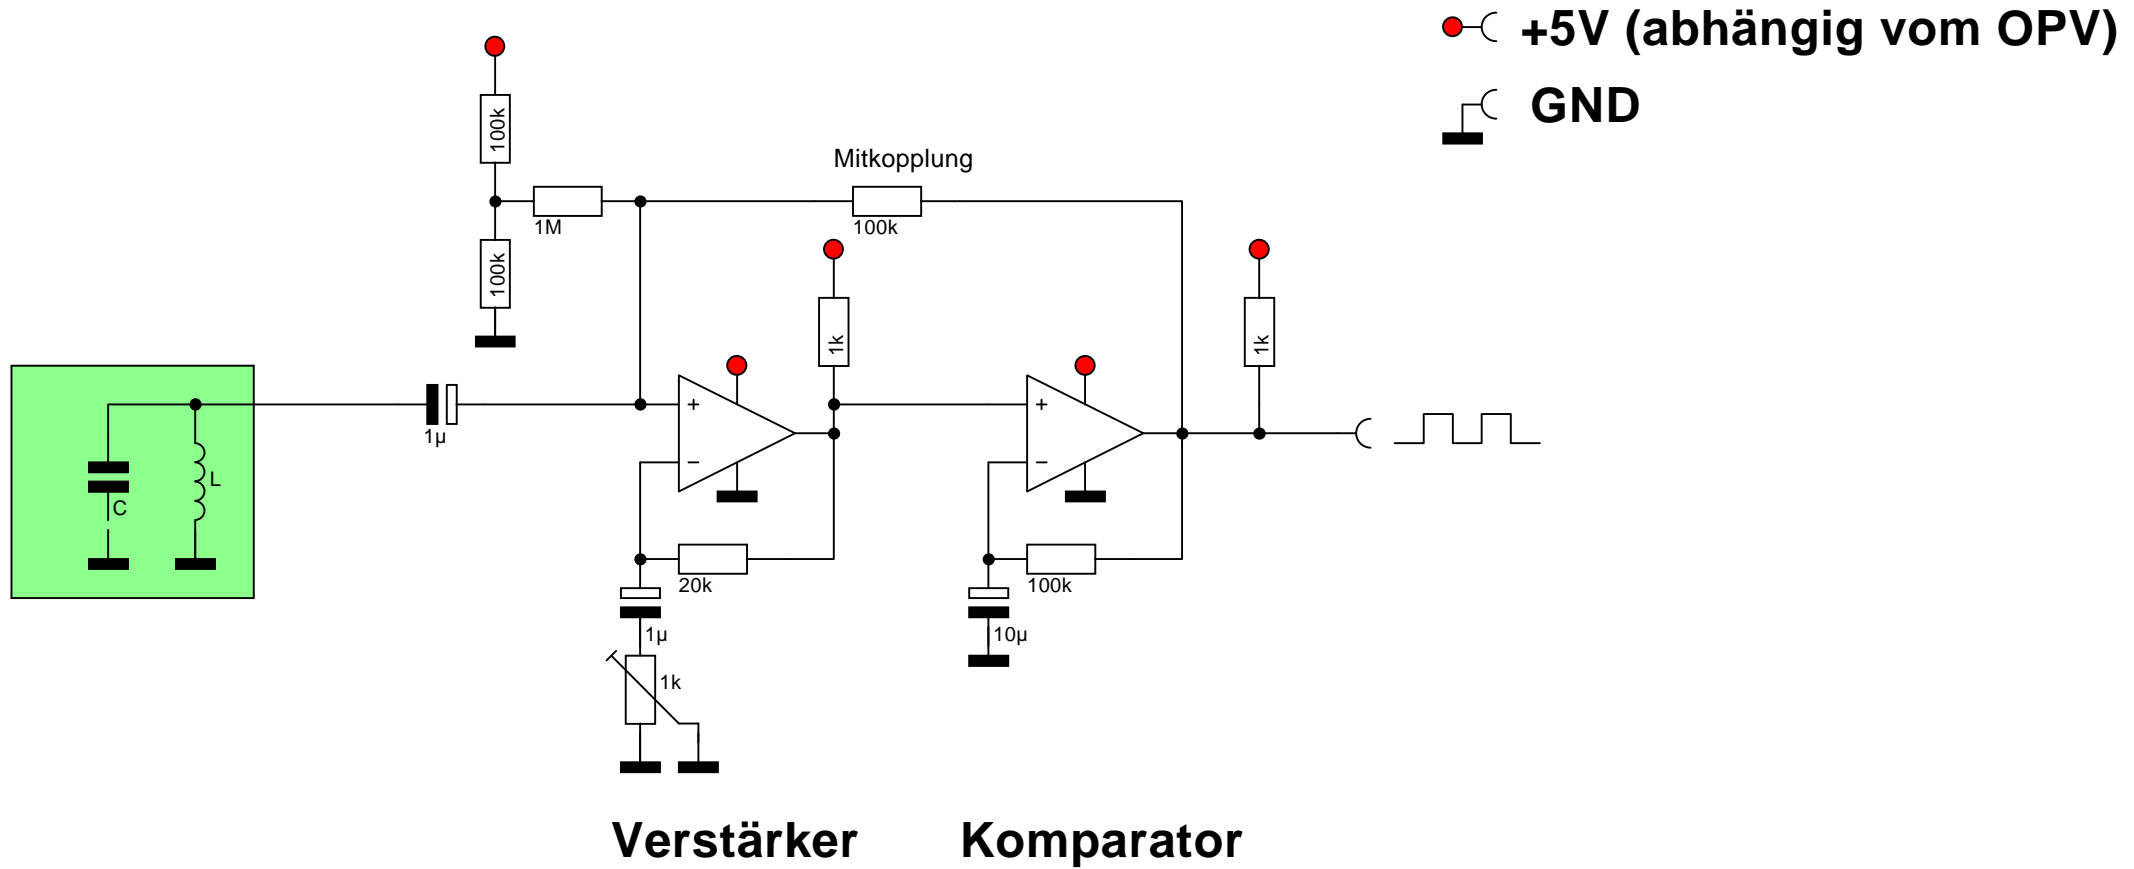 +5V (abhängig vom OPV)
GND
100k
Mitkopplung
1M
100k
100k
1k
1k
+
+
1µ
−
−
L
C
20k
100k
1µ
10µ
1k
Verstärker
Komparator